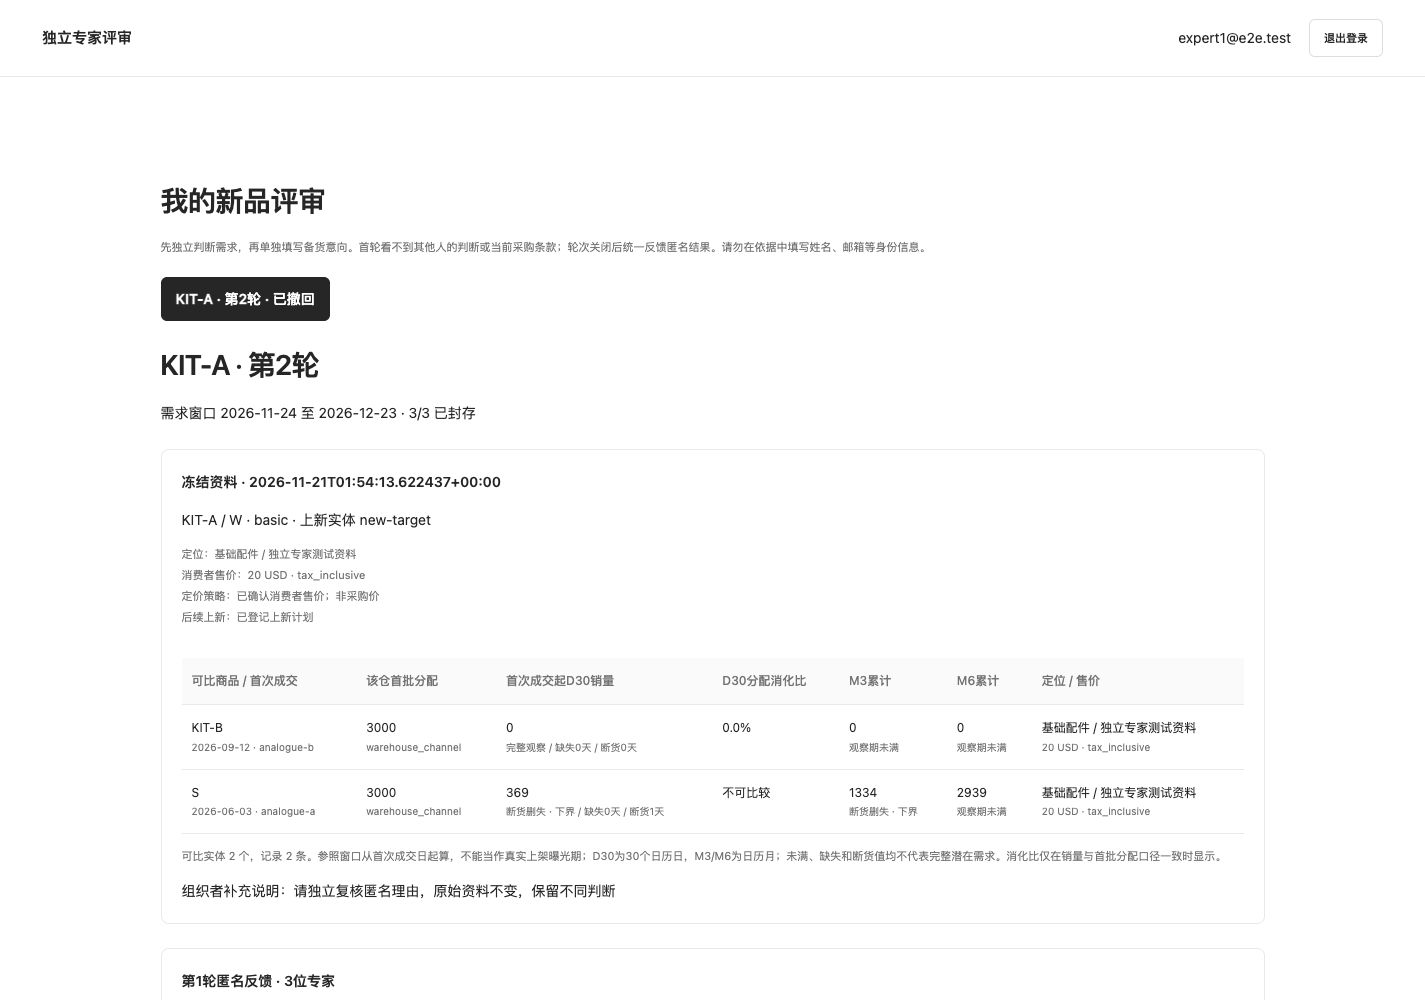 独立专家评审
expert1@e2e.test
退出登录
我的新品评审
先独立判断需求，再单独填写备货意向。首轮看不到其他人的判断或当前采购条款；轮次关闭后统一反馈匿名结果。请勿在依据中填写姓名、邮箱等身份信息。
KIT-A · 第2轮 · 已撤回
KIT-A · 第2轮
需求窗口 2026-11-24 至 2026-12-23 · 3/3 已封存
冻结资料 · 2026-11-21T01:54:13.622437+00:00
KIT-A / W · basic · 上新实体 new-target
定位：基础配件 / 独立专家测试资料
消费者售价：20 USD · tax_inclusive
定价策略：已确认消费者售价；非采购价
后续上新：已登记上新计划
可比商品 / 首次成交 该仓首批分配 首次成交起D30销量 D30分配消化比 M3累计 M6累计 定位 / 售价
KIT-B 3000 0 0.0% 0 0 基础配件 / 独立专家测试资料
2026-09-12 · analogue-b warehouse_channel 完整观察 / 缺失0天 / 断货0天 观察期未满 观察期未满 20 USD · tax_inclusive
S 3000 369 不可比较 1334 2939 基础配件 / 独立专家测试资料
2026-06-03 · analogue-a warehouse_channel 断货删失 · 下界 / 缺失0天 / 断货1天 断货删失 · 下界 观察期未满 20 USD · tax_inclusive
可比实体 2 个，记录 2 条。参照窗口从首次成交日起算，不能当作真实上架曝光期；D30为30个日历日，M3/M6为日历月；未满、缺失和断货值均不代表完整潜在需求。消化比仅在销量与首批分配口径一致时显示。
组织者补充说明：请独立复核匿名理由，原始资料不变，保留不同判断
第1轮匿名反馈 · 3位专家